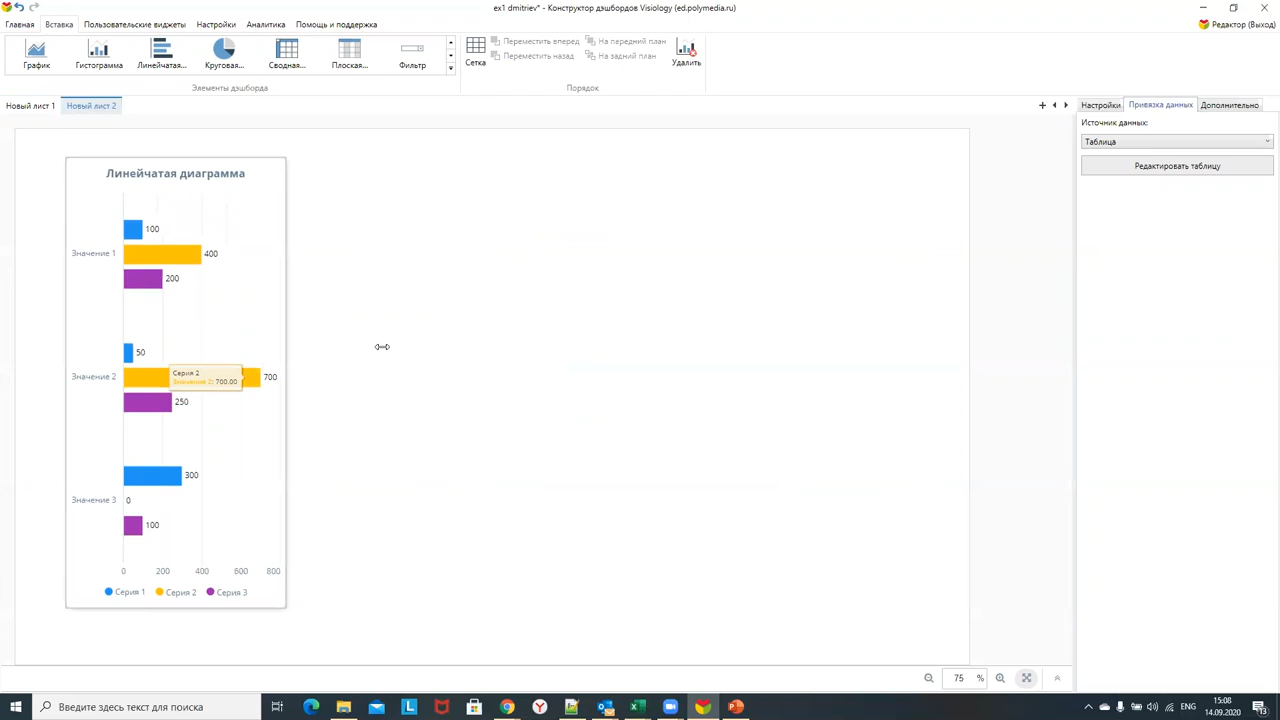 ex1 dmitriev* - Конструктор дэшбордов Visiology (ed.polymedia.ru)
Главная Вставка Пользовательские виджеты Настройки Аналитика Помощь и поддержка Редактор (Выход)
График Гистограмма Линейчатая... Круговая... Сводная... Плоская... Фильтр Сетка Переместить вперед На передний план Удалить
Переместить назад На задний план
Элементы дэшборда Порядок
Новый лист 1 Новый лист 2 Настройки Привязка данных Дополнительно
Источник данных:
Таблица
Редактировать таблицу
Линейчатая диаграмма
100
Значение 1 400
200
50
Серия 2
Значение 2: 700.00
Значение 2 700
250
300
Значение 3 0
100
0 200 400 600 800
Серия 1 Серия 2 Серия 3
75 %
Введите здесь текст для поиска
ENG
15:08
14.09.2020
13